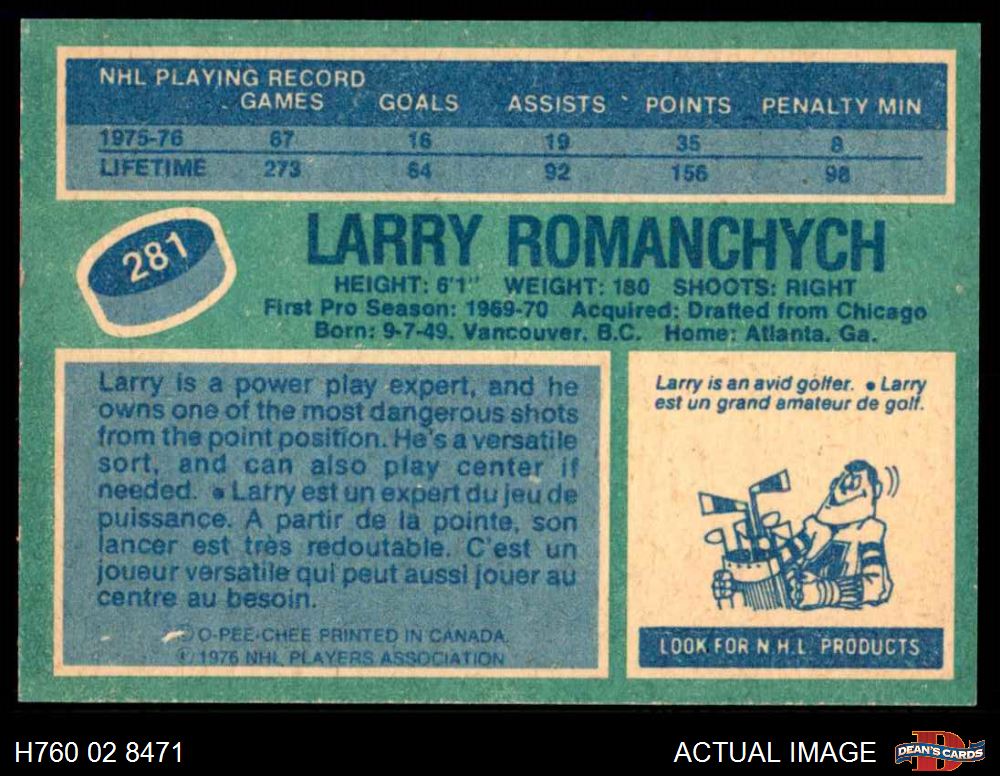 NHL PLAYING RECORD
GAMES GOALS ASSISTS POINTS PENALTY MIN
1975-76 67 16 19 35 8
LIFETIME 273 64 92 156 98
281
LARRY ROMANCHYCH
HEIGHT: 6'1" WEIGHT: 180 SHOOTS: RIGHT
First Pro Season: 1969-70 Acquired: Drafted from Chicago
Born: 9-7-49. Vancouver. B.C. Home: Atlanta. Ga.
Larry is a power play expert, and he
owns one of the most dangerous shots
from the point position. He's a versatile
sort, and can also play center if
needed. • Larry est un expert du jeu de
puissance. A partir de la pointe, son
lancer est très redoutable. C'est un
joueur versatile qui peut aussi jouer au
centre au besoin.
O-PEE-CHEE PRINTED IN CANADA.
© 1976 NHL PLAYERS ASSOCIATION
Larry is an avid golfer. • Larry
est un grand amateur de golf.
LOOK FOR N.H.L PRODUCTS
H760 02 8471
ACTUAL IMAGE
DEAN'S CARDS